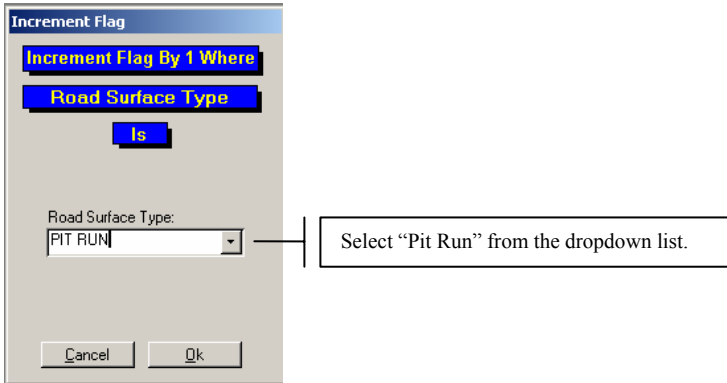 Increment Flag
Increment Flag By 1 Where
Road Surface Type
Is
Road Surface Type:
PIT RUN
Select “Pit Run” from the dropdown list.
Cancel Ok